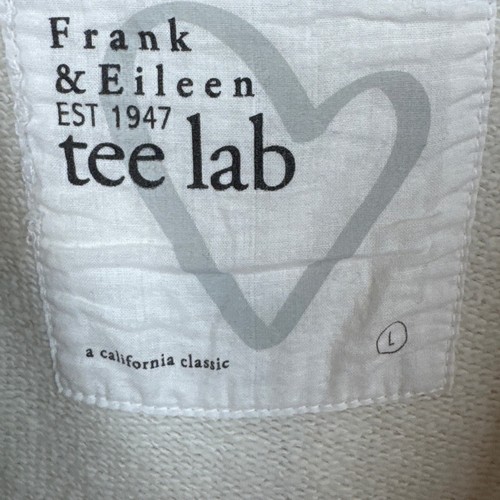 Frank
& Eileen
EST 1947
tee lab
a california classic
L